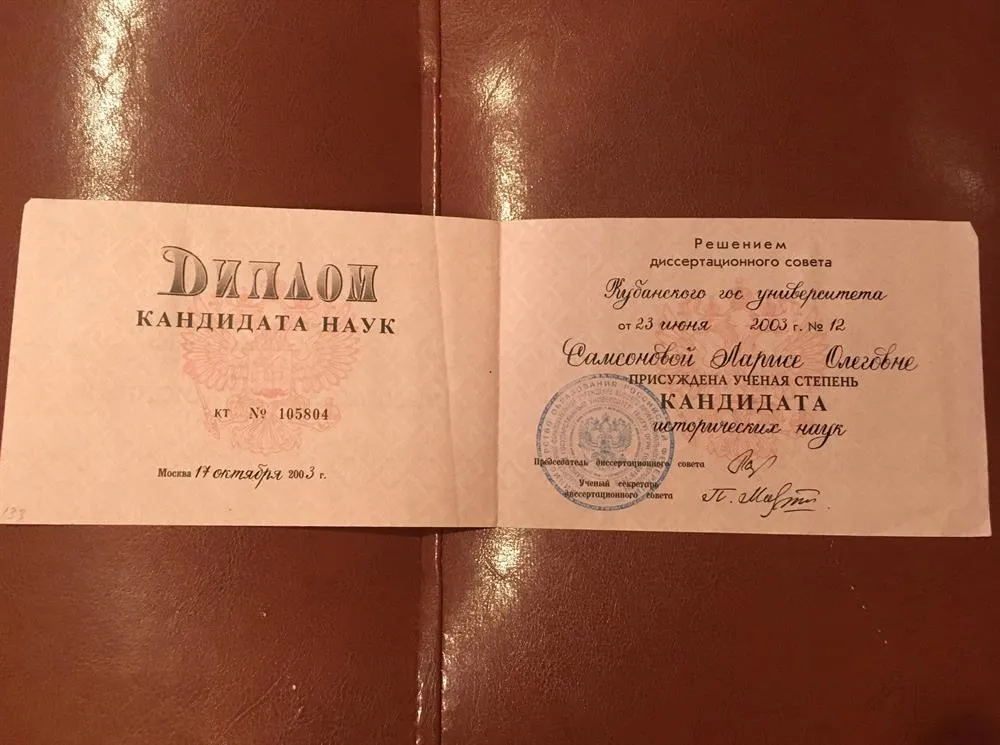 Диплом
КАНДИДАТА НАУК
КТ № 105804
Москва 17 октября 2003 г.
133
Решением
диссертационного совета
Кубанского гос университета
от 23 июня 2003 г. № 12
Самсоновой Ларисе Олеговне
ПРИСУЖДЕНА УЧЕНАЯ СТЕПЕНЬ
КАНДИДАТА
исторических наук
Председатель диссертационного совета
Ученый секретарь
диссертационного совета